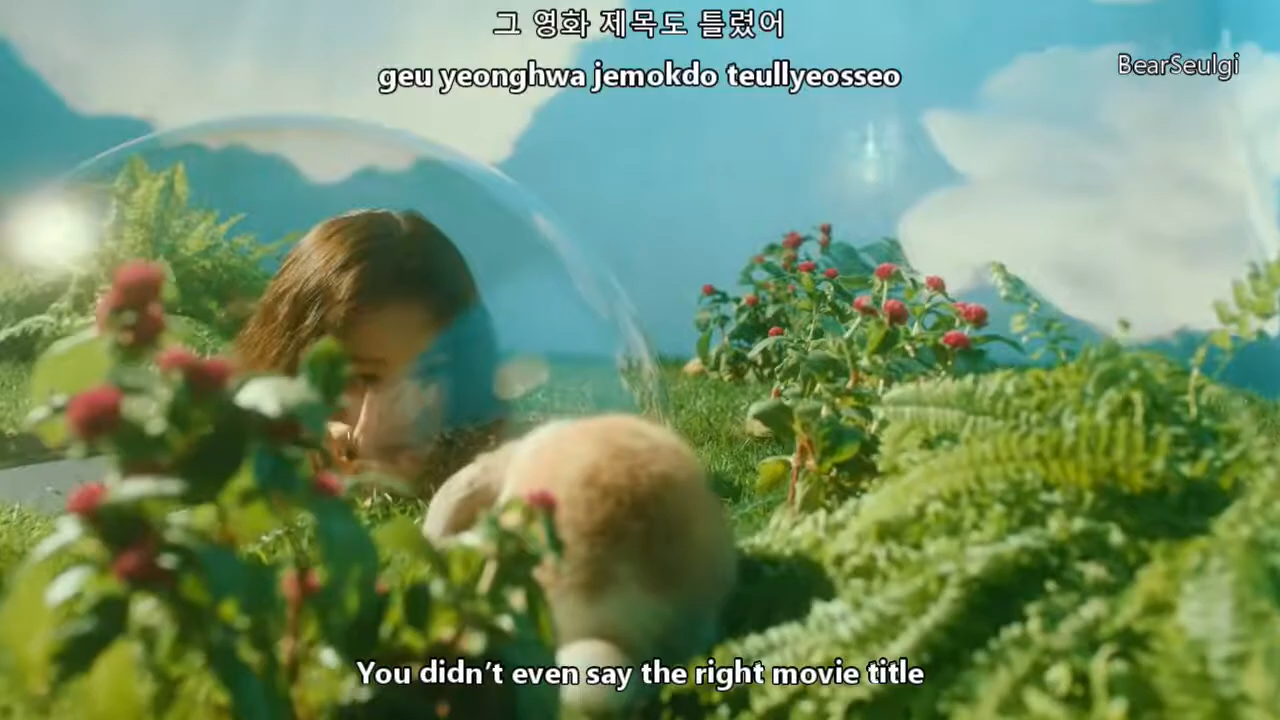 그 영화 제목도 틀렸어
geu yeonghwa jemokdo teullyeosseo
BearSeulgi
You didn't even say the right movie title